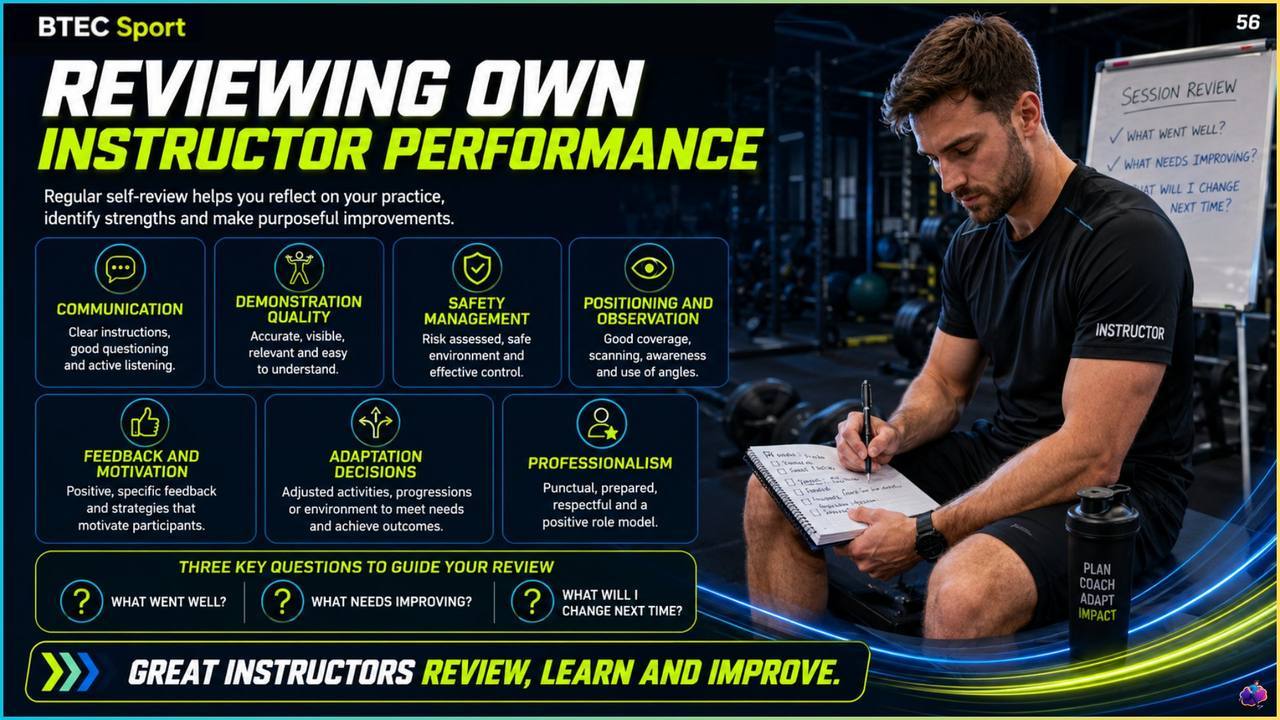 BTEC Sport
56
REVIEWING OWN
INSTRUCTOR PERFORMANCE
Regular self-review helps you reflect on your practice,
identify strengths and make purposeful improvements.
COMMUNICATION
Clear instructions,
good questioning
and active listening.
DEMONSTRATION
QUALITY
Accurate, visible,
relevant and easy
to understand.
SAFETY
MANAGEMENT
Risk assessed, safe
environment and
effective control.
POSITIONING AND
OBSERVATION
Good coverage,
scanning, awareness
and use of angles.
FEEDBACK AND
MOTIVATION
Positive, specific feedback
and strategies that
motivate participants.
ADAPTATION
DECISIONS
Adjusted activities, progressions
or environment to meet needs
and achieve outcomes.
PROFESSIONALISM
Punctual, prepared,
respectful and a
positive role model.
THREE KEY QUESTIONS TO GUIDE YOUR REVIEW
? WHAT WENT WELL?
? WHAT NEEDS IMPROVING?
? WHAT WILL I
CHANGE NEXT TIME?
GREAT INSTRUCTORS REVIEW, LEARN AND IMPROVE.
SESSION REVIEW
✓ WHAT WENT WELL?
✓ WHAT NEEDS IMPROVING?
WILL I CHANGE
NEXT TIME?
INSTRUCTOR
PLAN
COACH
ADAPT
IMPACT